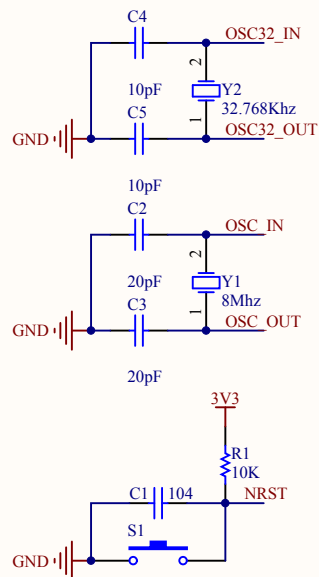 C4
OSC32_IN
2
10pF
Y2
C5
32.768Khz
1
GND
OSC32_OUT
10pF
C2
OSC_IN
2
20pF
Y1
C3
8Mhz
1
GND
OSC_OUT
20pF
3V3
R1
10K
C1
104
NRST
S1
GND